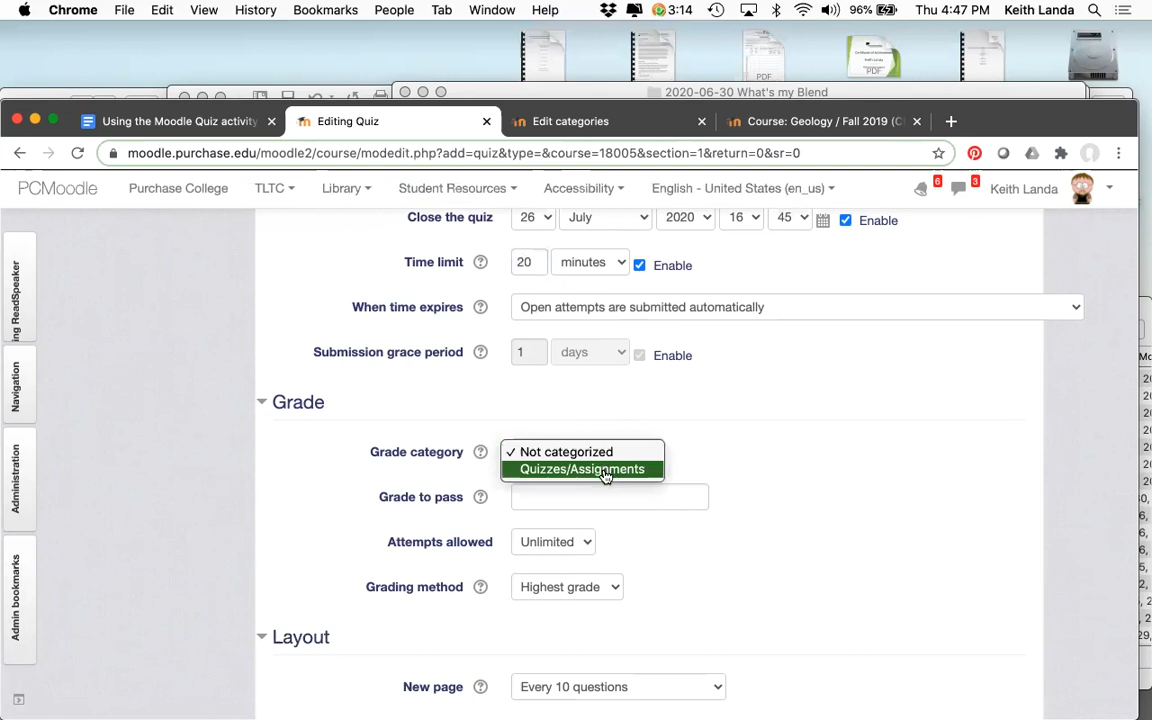 Chrome File Edit View History Bookmarks People Tab Window Help 3:14 96% Thu 4:47 PM Keith Landa
PDF
PDF
2020-06-30 What's my Blend
Using the Moodle Quiz activity × Editing Quiz × Edit categories × Course: Geology / Fall 2019 (C × +
moodle.purchase.edu/moodle2/course/modedit.php?add=quiz&type=&course=18005&section=1&return=0&sr=0
PCMoodle Purchase College TLTC Library Student Resources Accessibility English - United States (en_us) 6 3 Keith Landa
Close the quiz 26 July 2020 16 45 Enable
Time limit 20 minutes Enable
When time expires Open attempts are submitted automatically
Submission grace period 1 days Enable
Grade
Grade category ✓ Not categorized
Quizzes/Assignments
Grade to pass
Attempts allowed Unlimited
Grading method Highest grade
Layout
New page Every 10 questions
ing ReadSpeaker
Navigation
Administration
Admin bookmarks